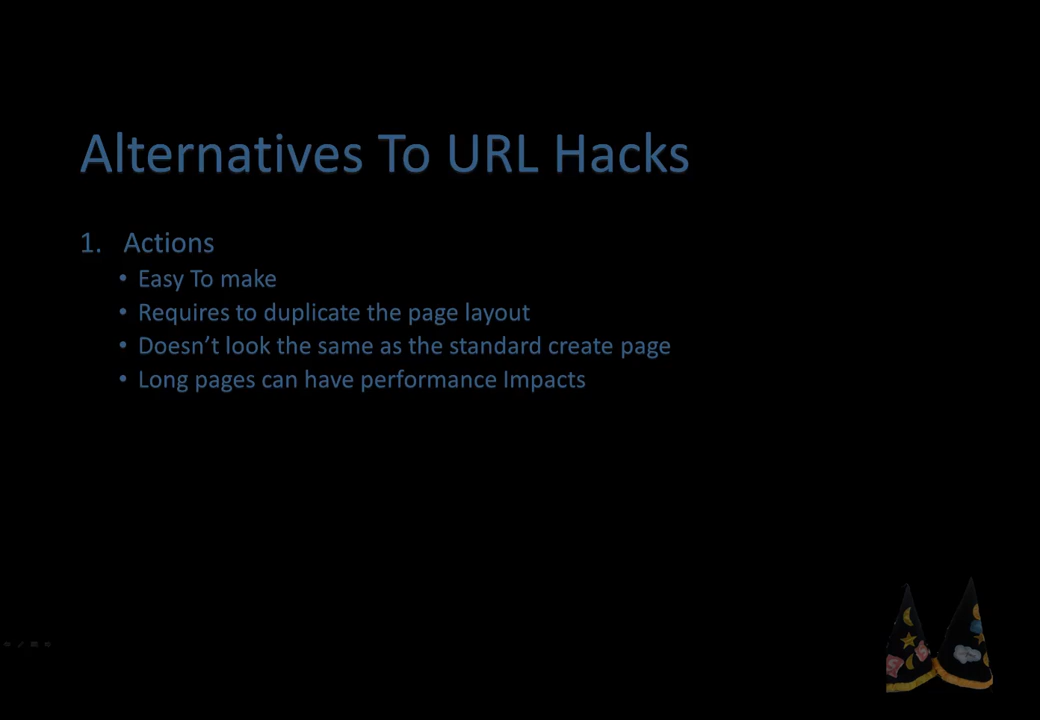 Alternatives To URL Hacks
1. Actions
• Easy To make
• Requires to duplicate the page layout
• Doesn’t look the same as the standard create page
• Long pages can have performance Impacts